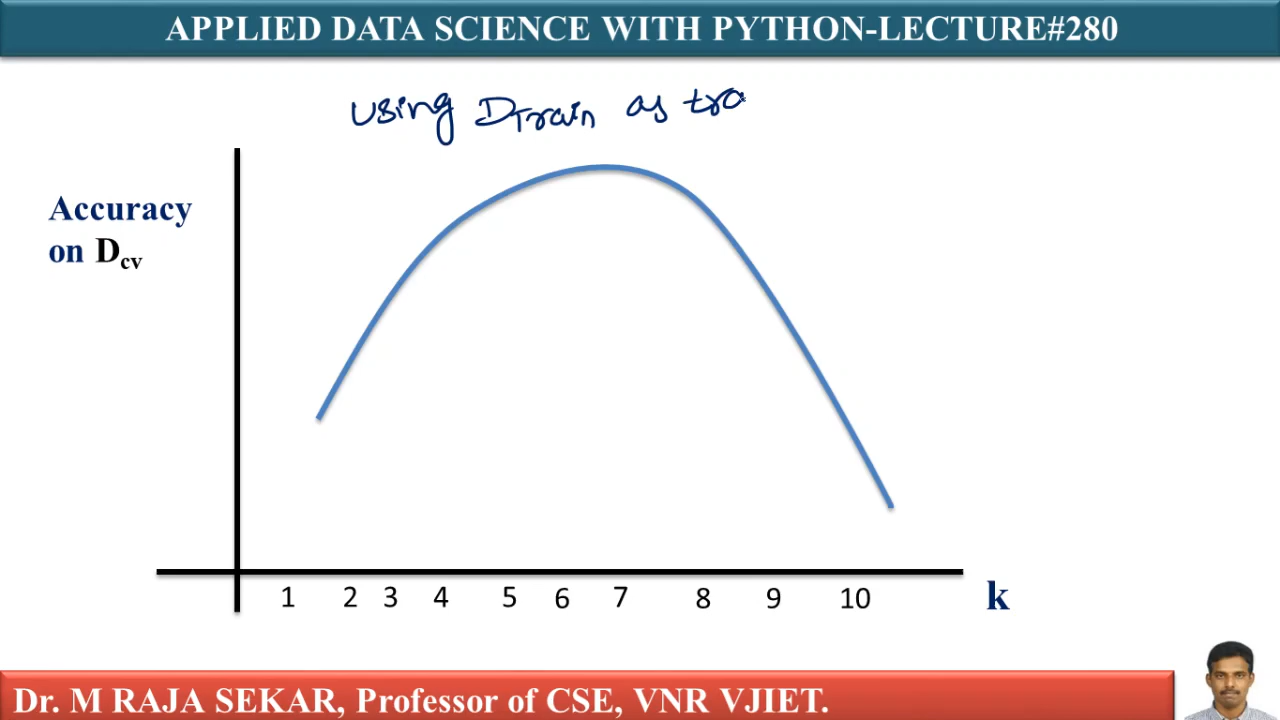 APPLIED DATA SCIENCE WITH PYTHON-LECTURE#280
Using DTrain as tra
Accuracy
on Dcv
1 2 3 4 5 6 7 8 9 10 k
Dr. M RAJA SEKAR, Professor of CSE, VNR VJIET.